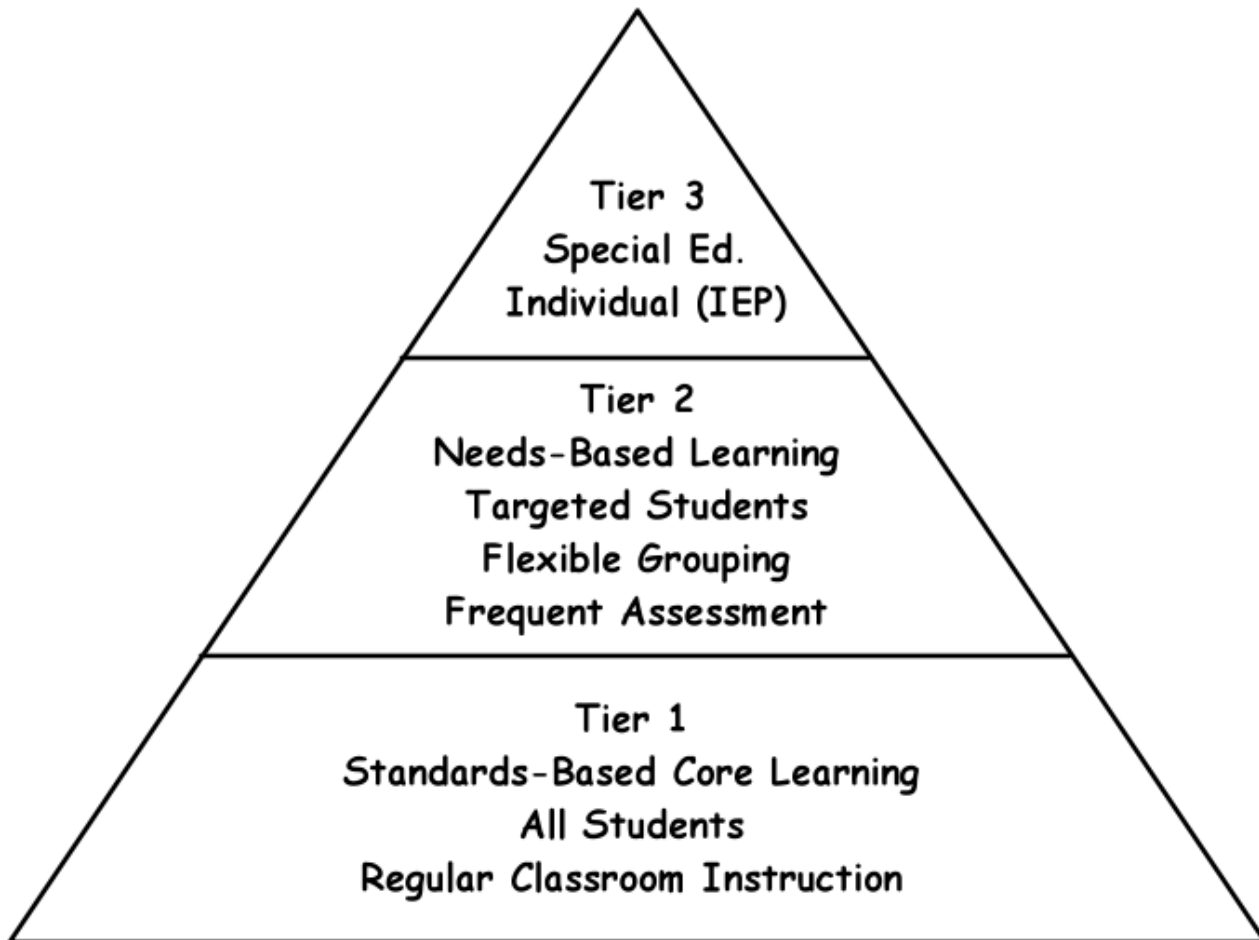 Tier 3
Special Ed.
Individual (IEP)
Tier 2
Needs-Based Learning
Targeted Students
Flexible Grouping
Frequent Assessment
Tier 1
Standards-Based Core Learning
All Students
Regular Classroom Instruction